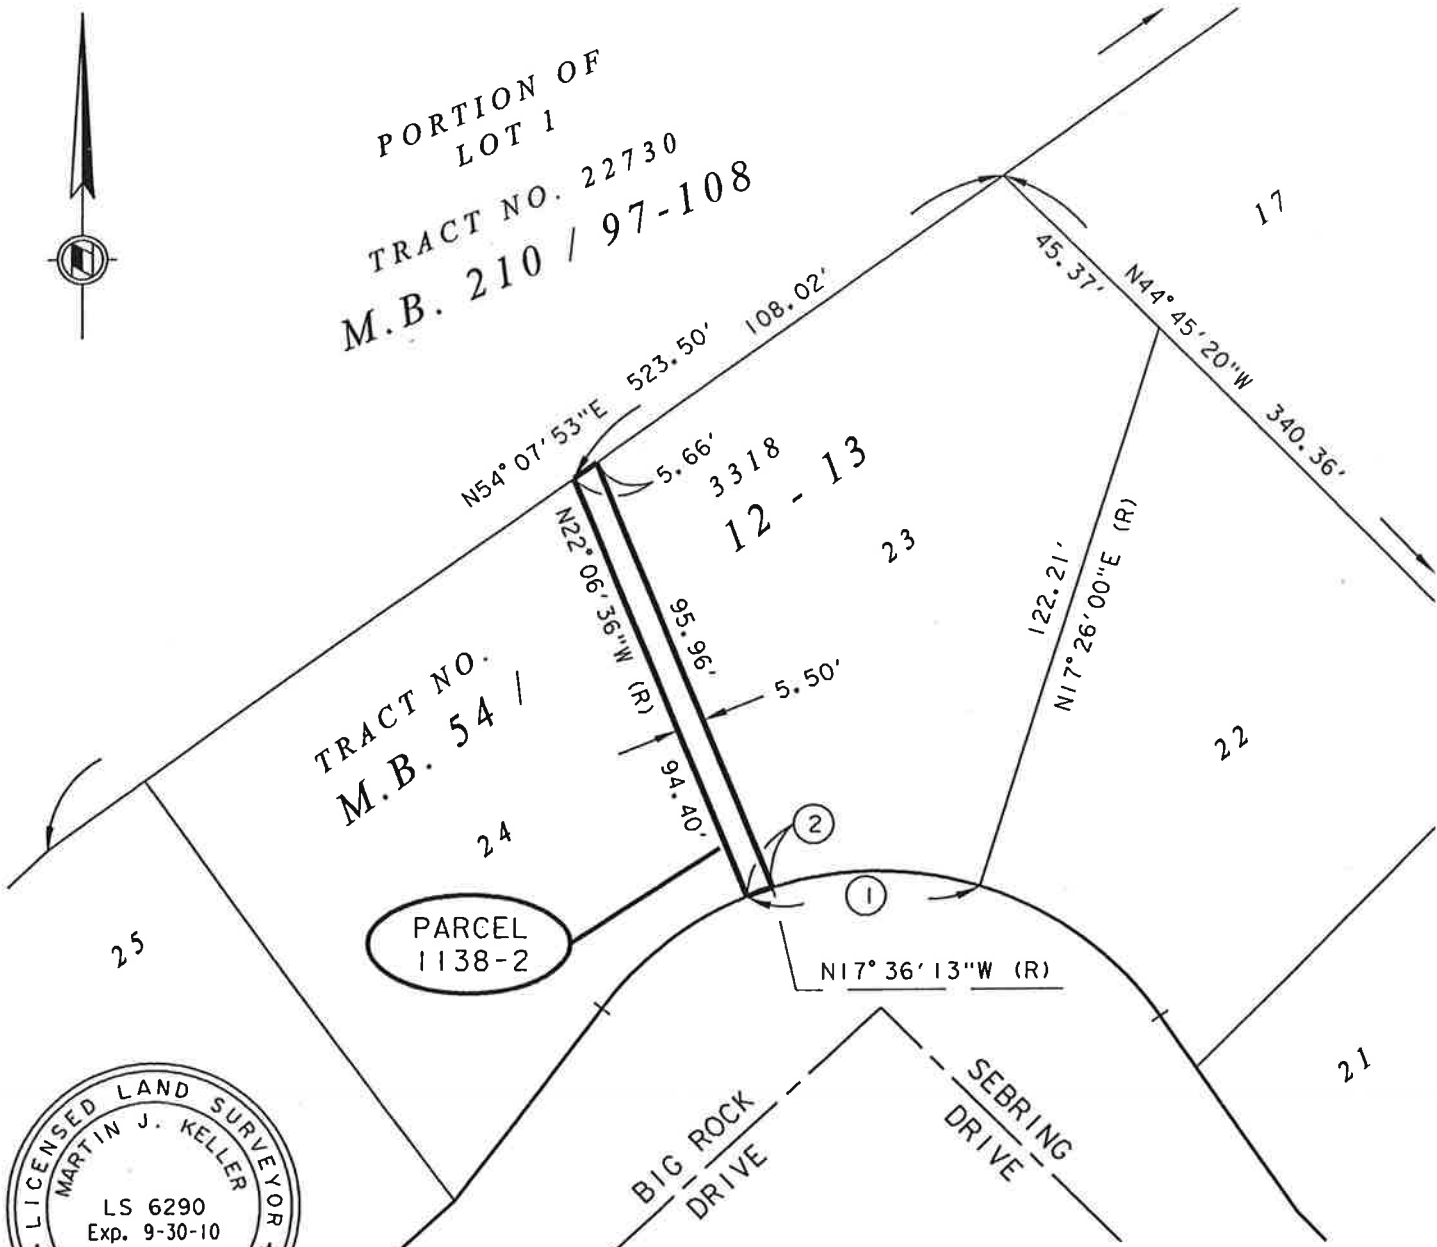 PORTION OF
LOT 1
TRACT NO. 22730
M.B. 210 / 97-108
17
45.37'
N44°45'20"W 340.36'
108.02'
N54°07'53"E 523.50'
5.66'
3318
12 - 13
23
N22°06'36"W (R)
95.96'
5.50'
94.40'
122.21'
N17°26'00"E (R)
22
TRACT NO.
M.B. 54 /
24
2
1
PARCEL
1138-2
25
N17°36'13"W (R)
21
BIG ROCK
DRIVE
SEBRING
DRIVE
LICENSED LAND SURVEYOR
MARTIN J. KELLER
LS 6290
Exp. 9-30-10